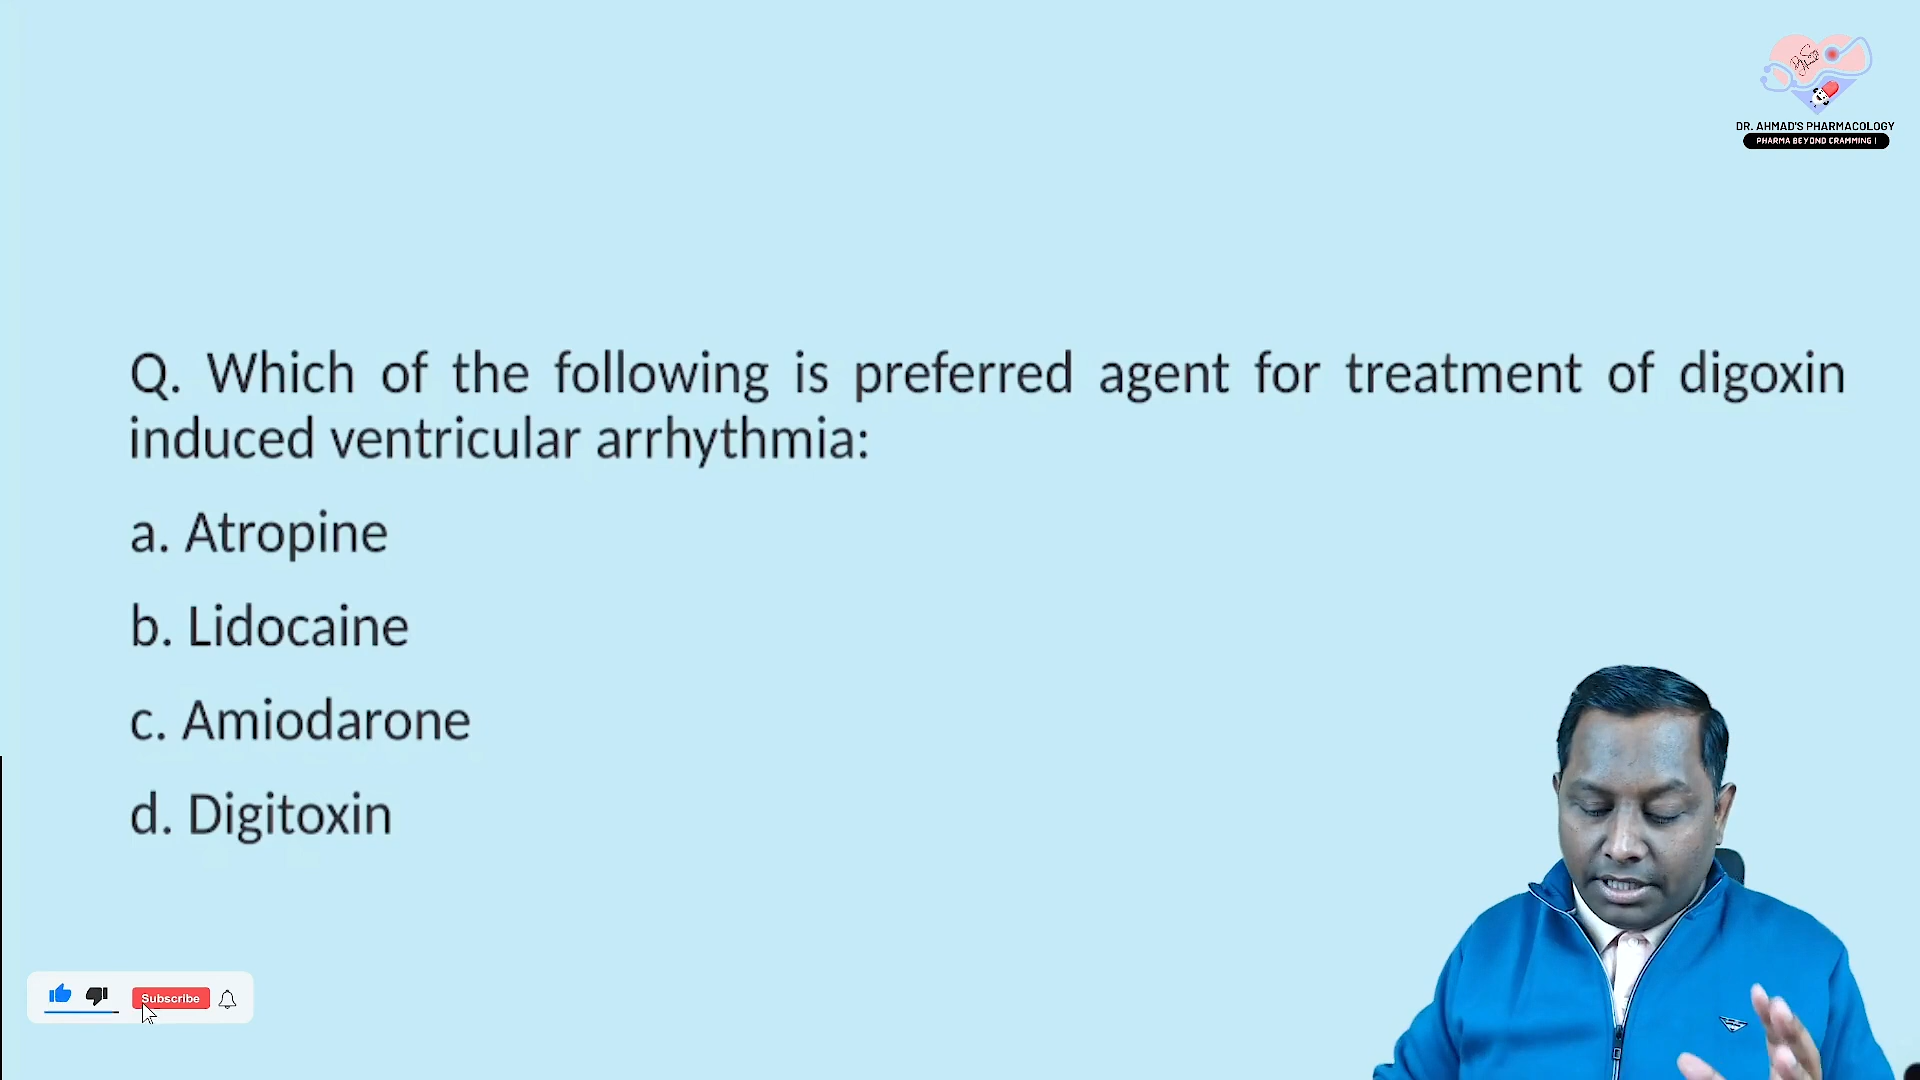 DR. AHMAD'S PHARMACOLOGY
PHARMA BEYOND CRAMMING !
Q. Which of the following is preferred agent for treatment of digoxin
induced ventricular arrhythmia:
a. Atropine
b. Lidocaine
c. Amiodarone
d. Digitoxin
Subscribe